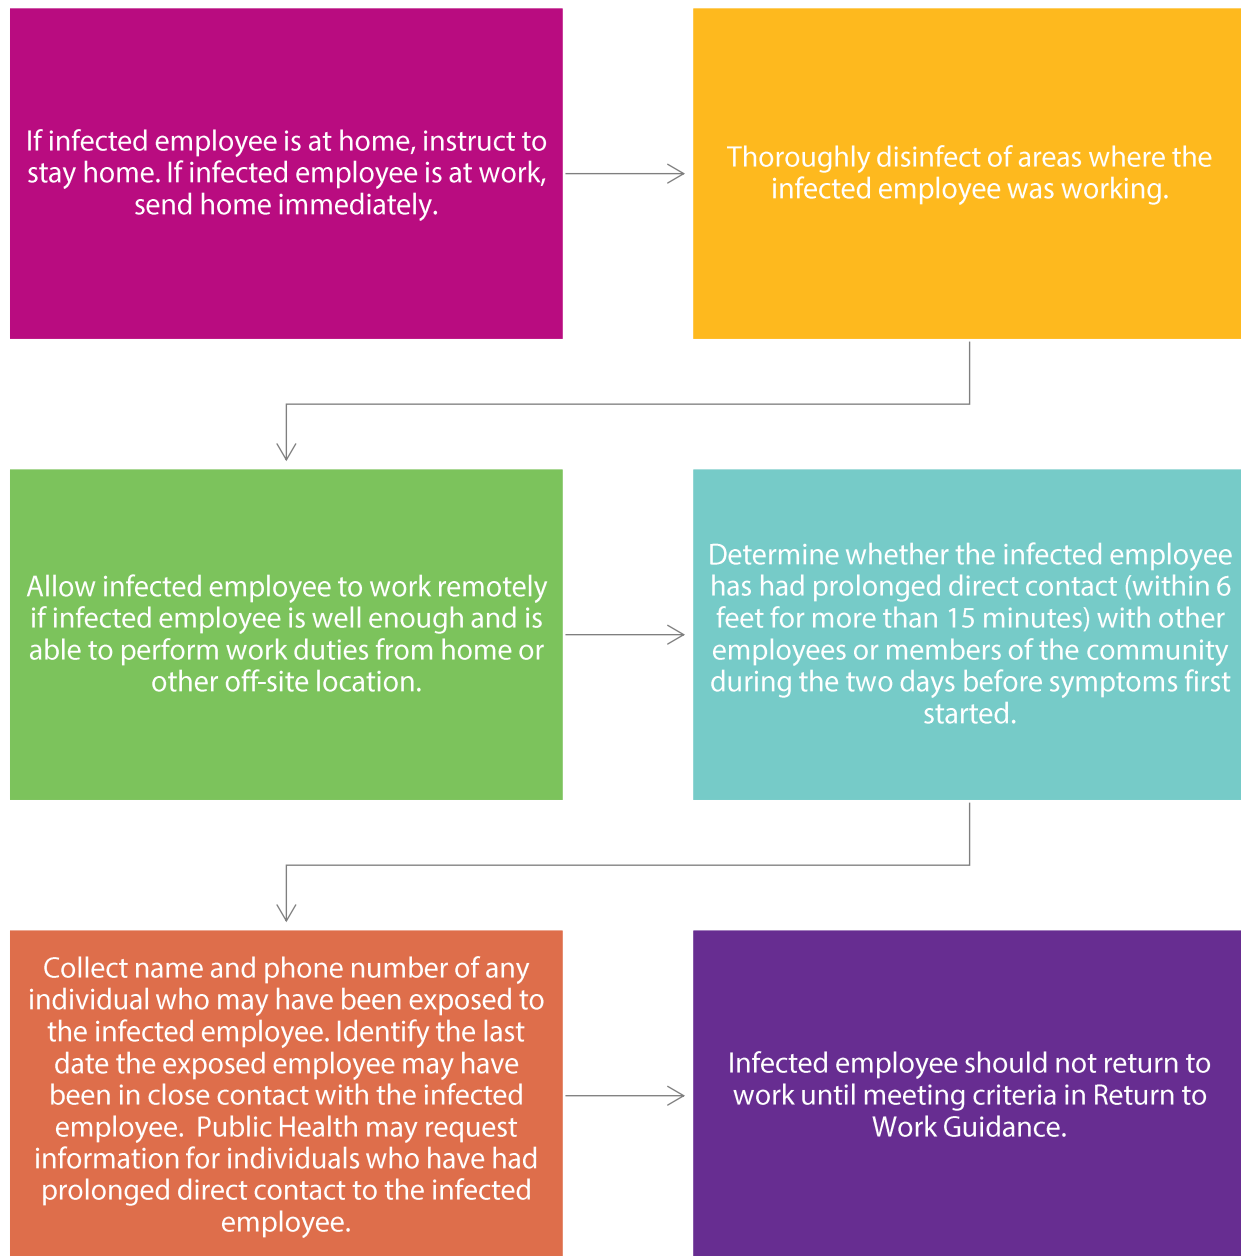 If infected employee is at home, instruct to
stay home. If infected employee is at work,
send home immediately.
Thoroughly disinfect of areas where the
infected employee was working.
Allow infected employee to work remotely
if infected employee is well enough and is
able to perform work duties from home or
other off-site location.
Determine whether the infected employee
has had prolonged direct contact (within 6
feet for more than 15 minutes) with other
employees or members of the community
during the two days before symptoms first
started.
Collect name and phone number of any
individual who may have been exposed to
the infected employee. Identify the last
date the exposed employee may have
been in close contact with the infected
employee.  Public Health may request
information for individuals who have had
prolonged direct contact to the infected
employee.
Infected employee should not return to
work until meeting criteria in Return to
Work Guidance.